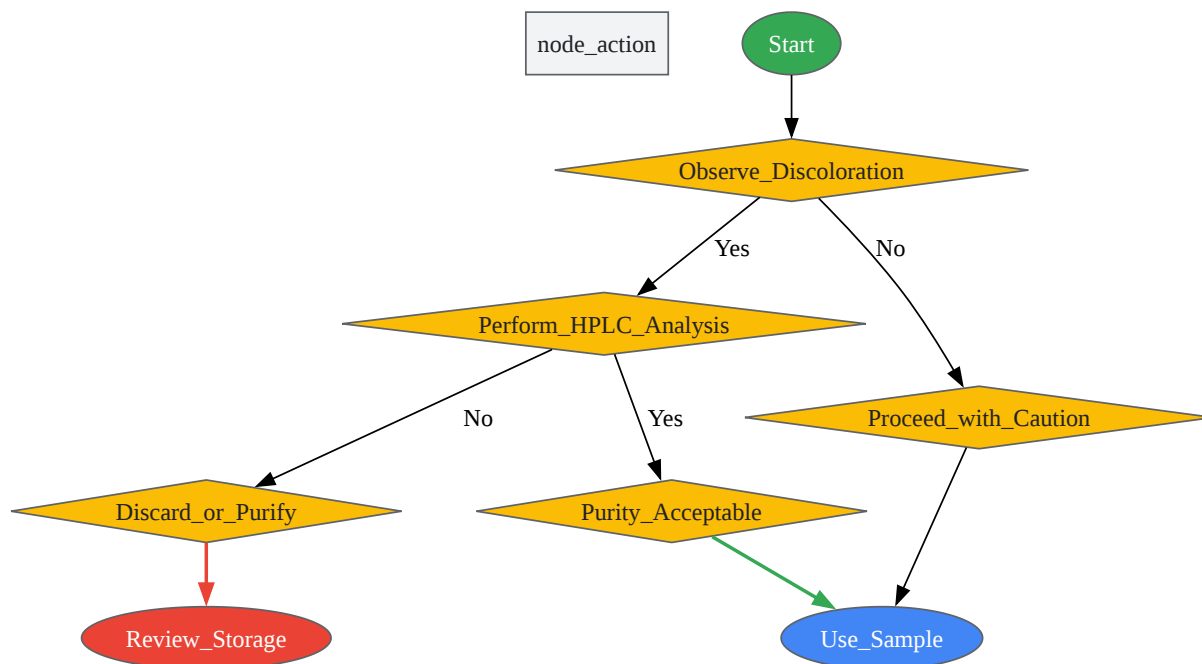 node_action
Start
Observe_Discoloration
Yes
No
Perform_HPLC_Analysis
No
Yes
Proceed_with_Caution
Discard_or_Purify
Purity_Acceptable
Review_Storage
Use_Sample